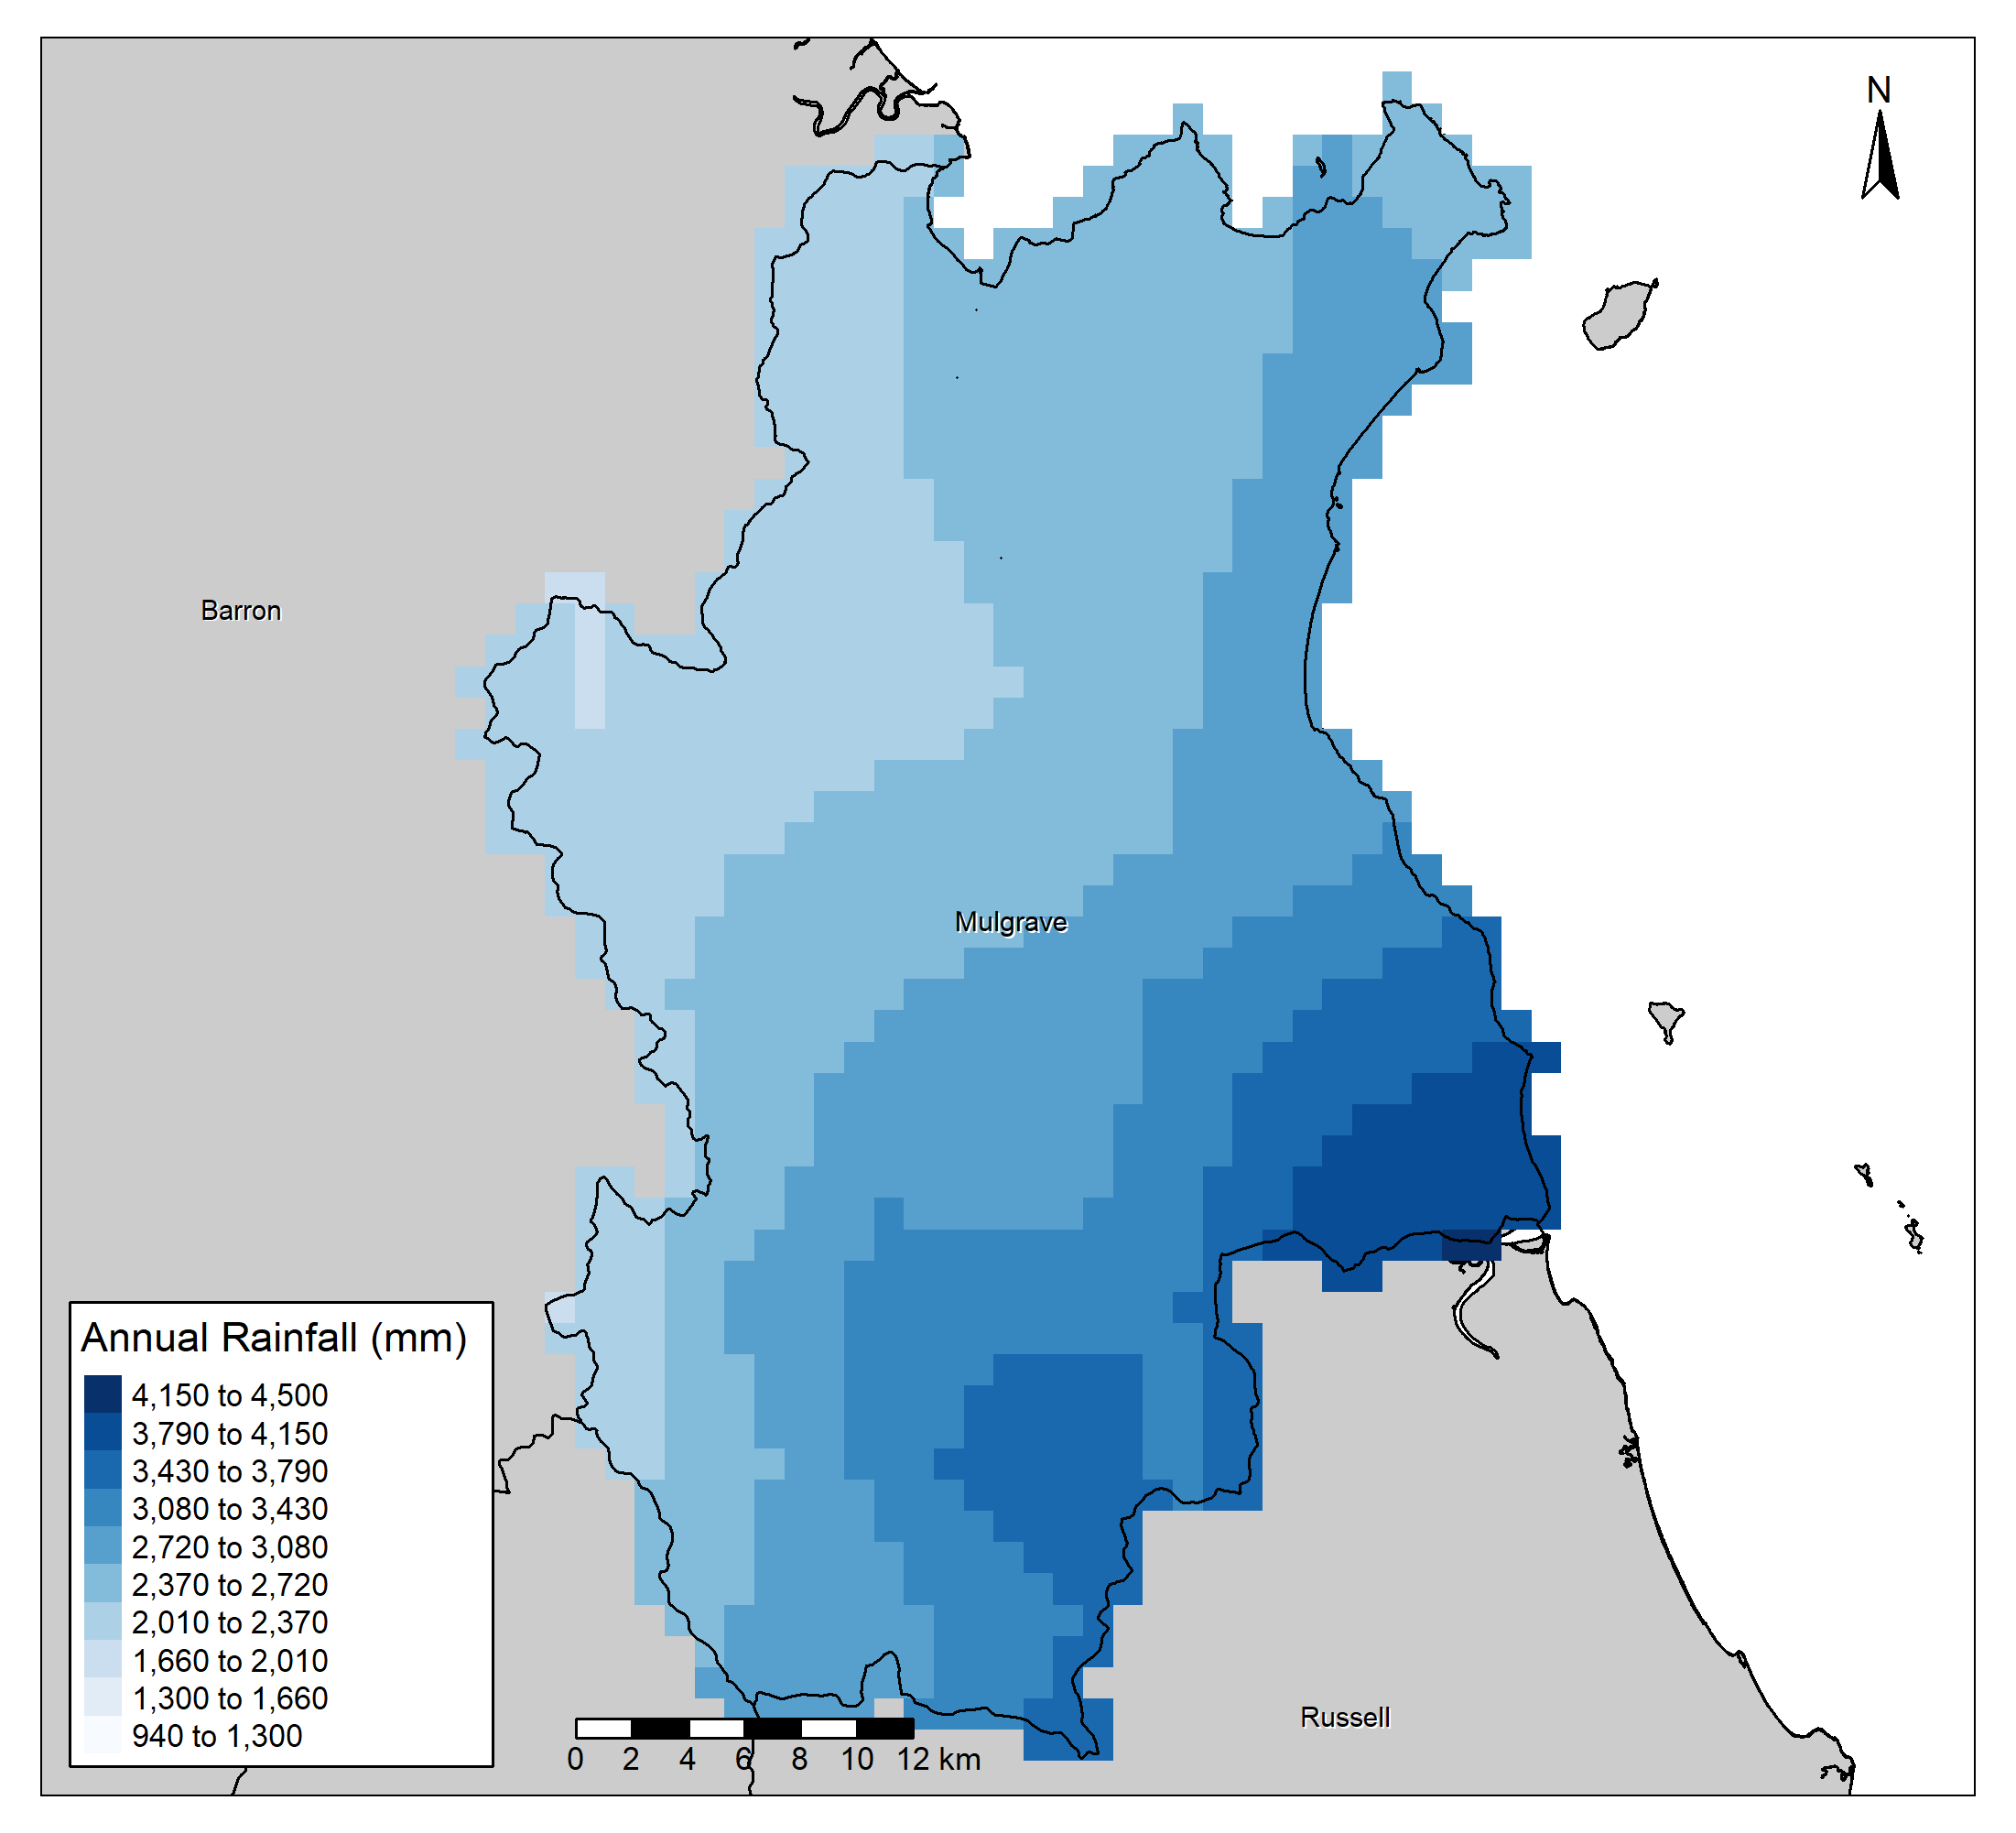 N
Barron
Mulgrave
Annual Rainfall (mm)
4,150 to 4,500
3,790 to 4,150
3,430 to 3,790
3,080 to 3,430
2,720 to 3,080
2,370 to 2,720
2,010 to 2,370
1,660 to 2,010
1,300 to 1,660
940 to 1,300
Russell
0 2 4 6 8 10 12 km